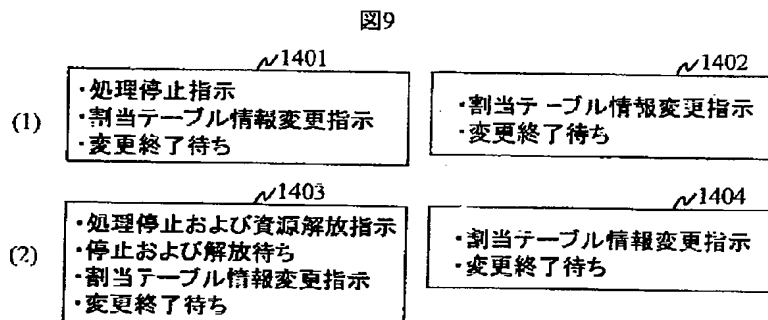 図9
1401
1402
(1)
・処理停止指示
・割当テーブル情報変更指示
・変更終了待ち
・割当テーブル情報変更指示
・変更終了待ち
1403
1404
(2)
・処理停止および資源解放指示
・停止および解放待ち
・割当テーブル情報変更指示
・変更終了待ち
・割当テーブル情報変更指示
・変更終了待ち